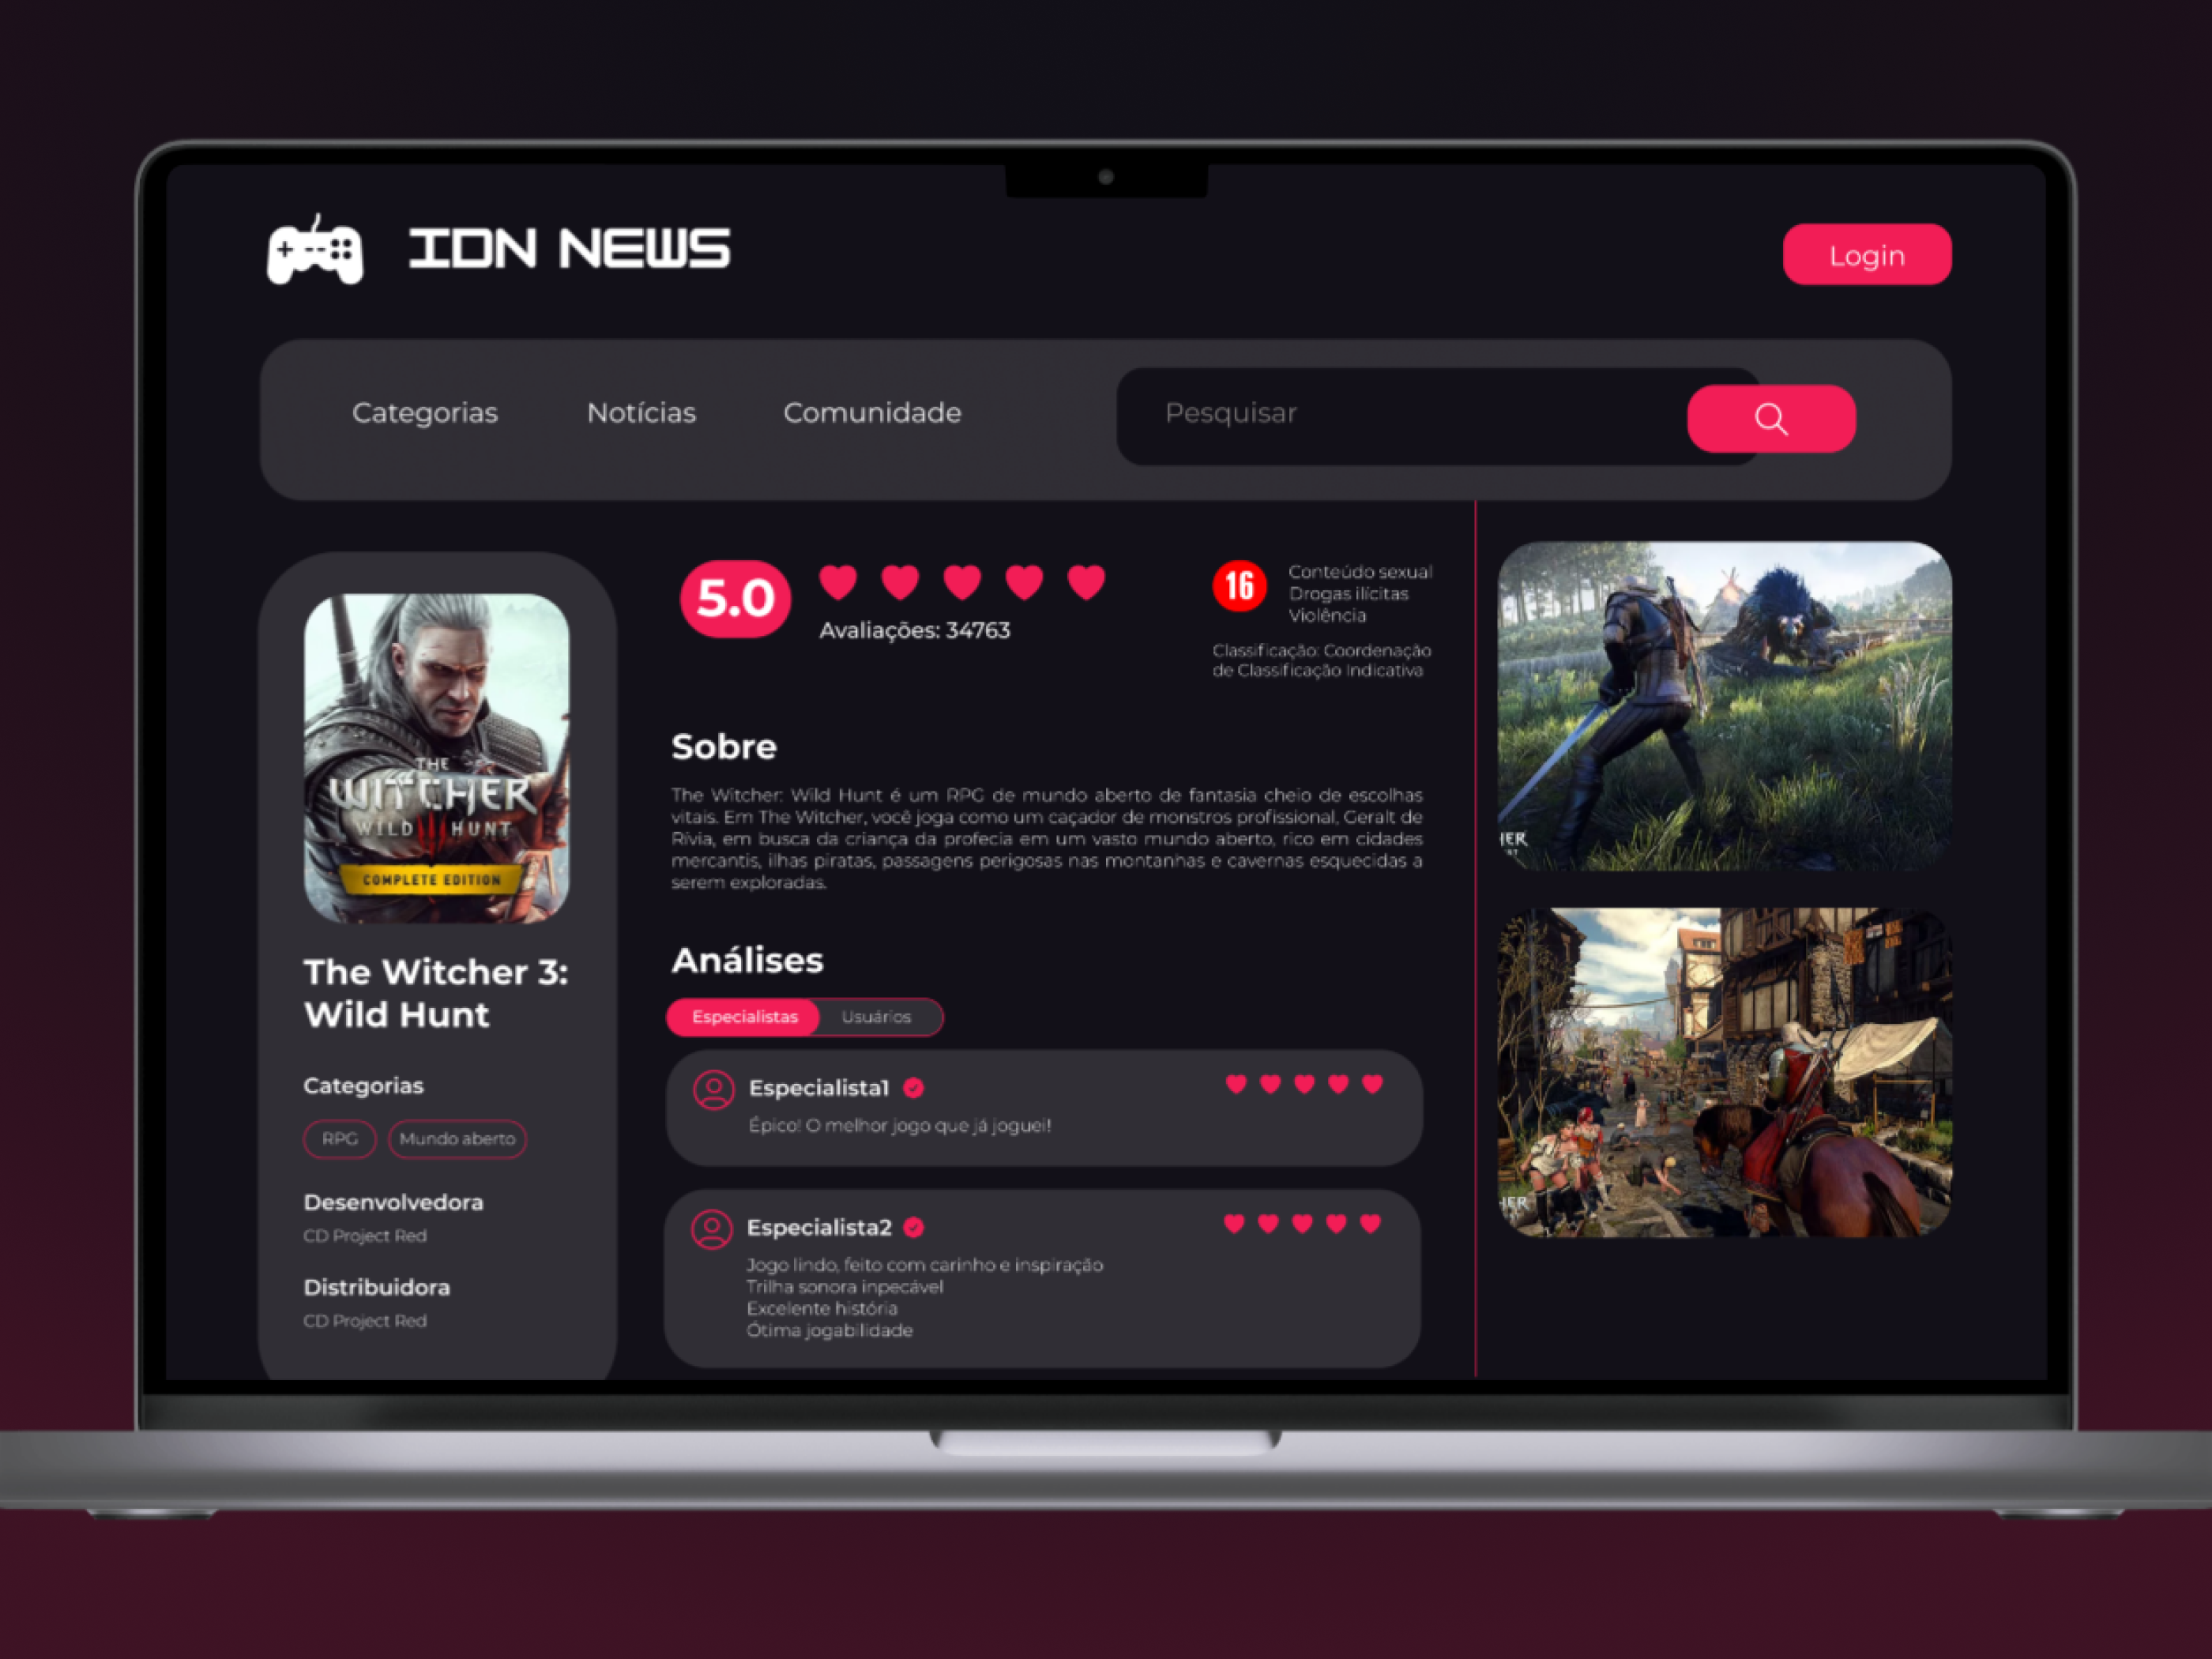 IDN NEWS
Login
Categorias
Notícias
Comunidade
Pesquisar
THE
WITCHER
WILD HUNT
COMPLETE EDITION
The Witcher 3:
Wild Hunt
Categorias
RPG
Mundo aberto
Desenvolvedora
CD Project Red
Distribuidora
CD Project Red
5.0
Avaliações: 34763
16
Conteúdo sexual
Drogas ilícitas
Violência
Classificação: Coordenação
de Classificação Indicativa
Sobre
The Witcher: Wild Hunt é um RPG de mundo aberto de fantasia cheio de escolhas
vitais. Em The Witcher, você joga como um caçador de monstros profissional, Geralt de
Rívia, em busca da criança da profecia em um vasto mundo aberto, rico em cidades
mercantis, ilhas piratas, passagens perigosas nas montanhas e cavernas esquecidas a
serem exploradas.
Análises
Especialistas
Usuários
Especialista1
Épico! O melhor jogo que já joguei!
Especialista2
Jogo lindo, feito com carinho e inspiração
Trilha sonora inpecável
Excelente história
Ótima jogabilidade
HER
HER